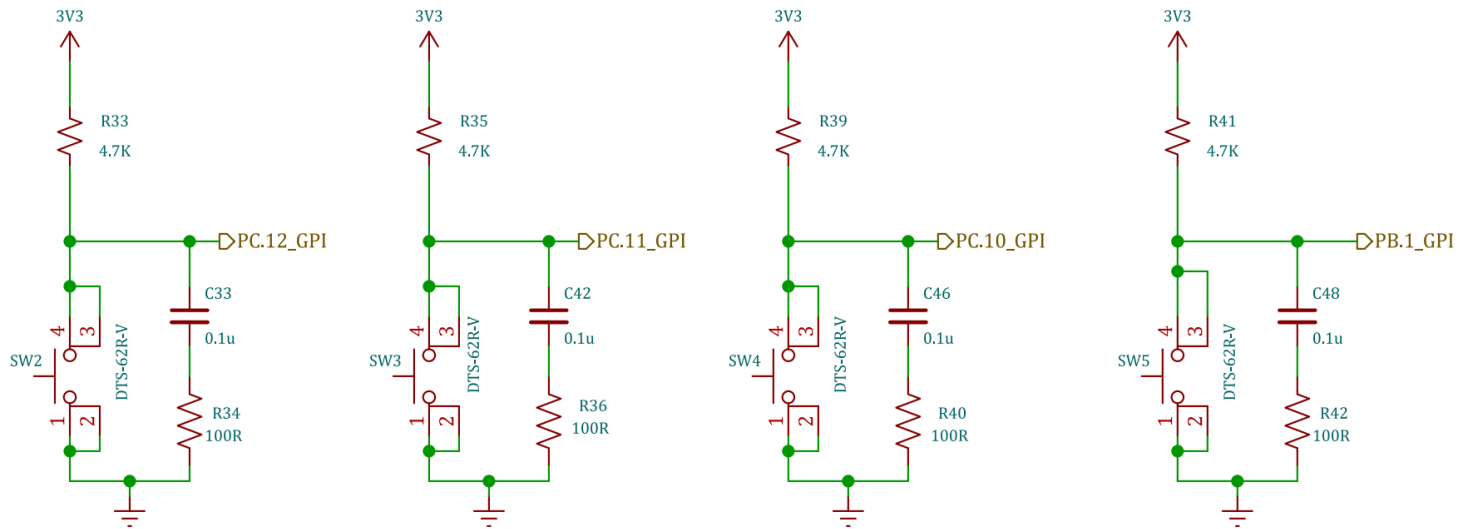 3V3
R33
4.7K
PC.12_GPI
C33
0.1u
4
3
SW2
DTS-62R-V
1
2
R34
100R
3V3
R35
4.7K
PC.11_GPI
C42
0.1u
4
3
SW3
DTS-62R-V
1
2
R36
100R
3V3
R39
4.7K
PC.10_GPI
C46
0.1u
4
3
SW4
DTS-62R-V
1
2
R40
100R
3V3
R41
4.7K
PB.1_GPI
C48
0.1u
4
3
SW5
DTS-62R-V
1
2
R42
100R